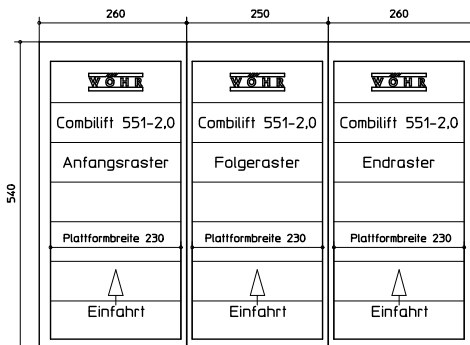 260 250 260
WÖHR WÖHR WÖHR
Combilift 551-2,0 Combilift 551-2,0 Combilift 551-2,0
Anfangsraster Folgeraster Endraster
540
Plattformbreite 230 Plattformbreite 230 Plattformbreite 230
Einfahrt Einfahrt Einfahrt